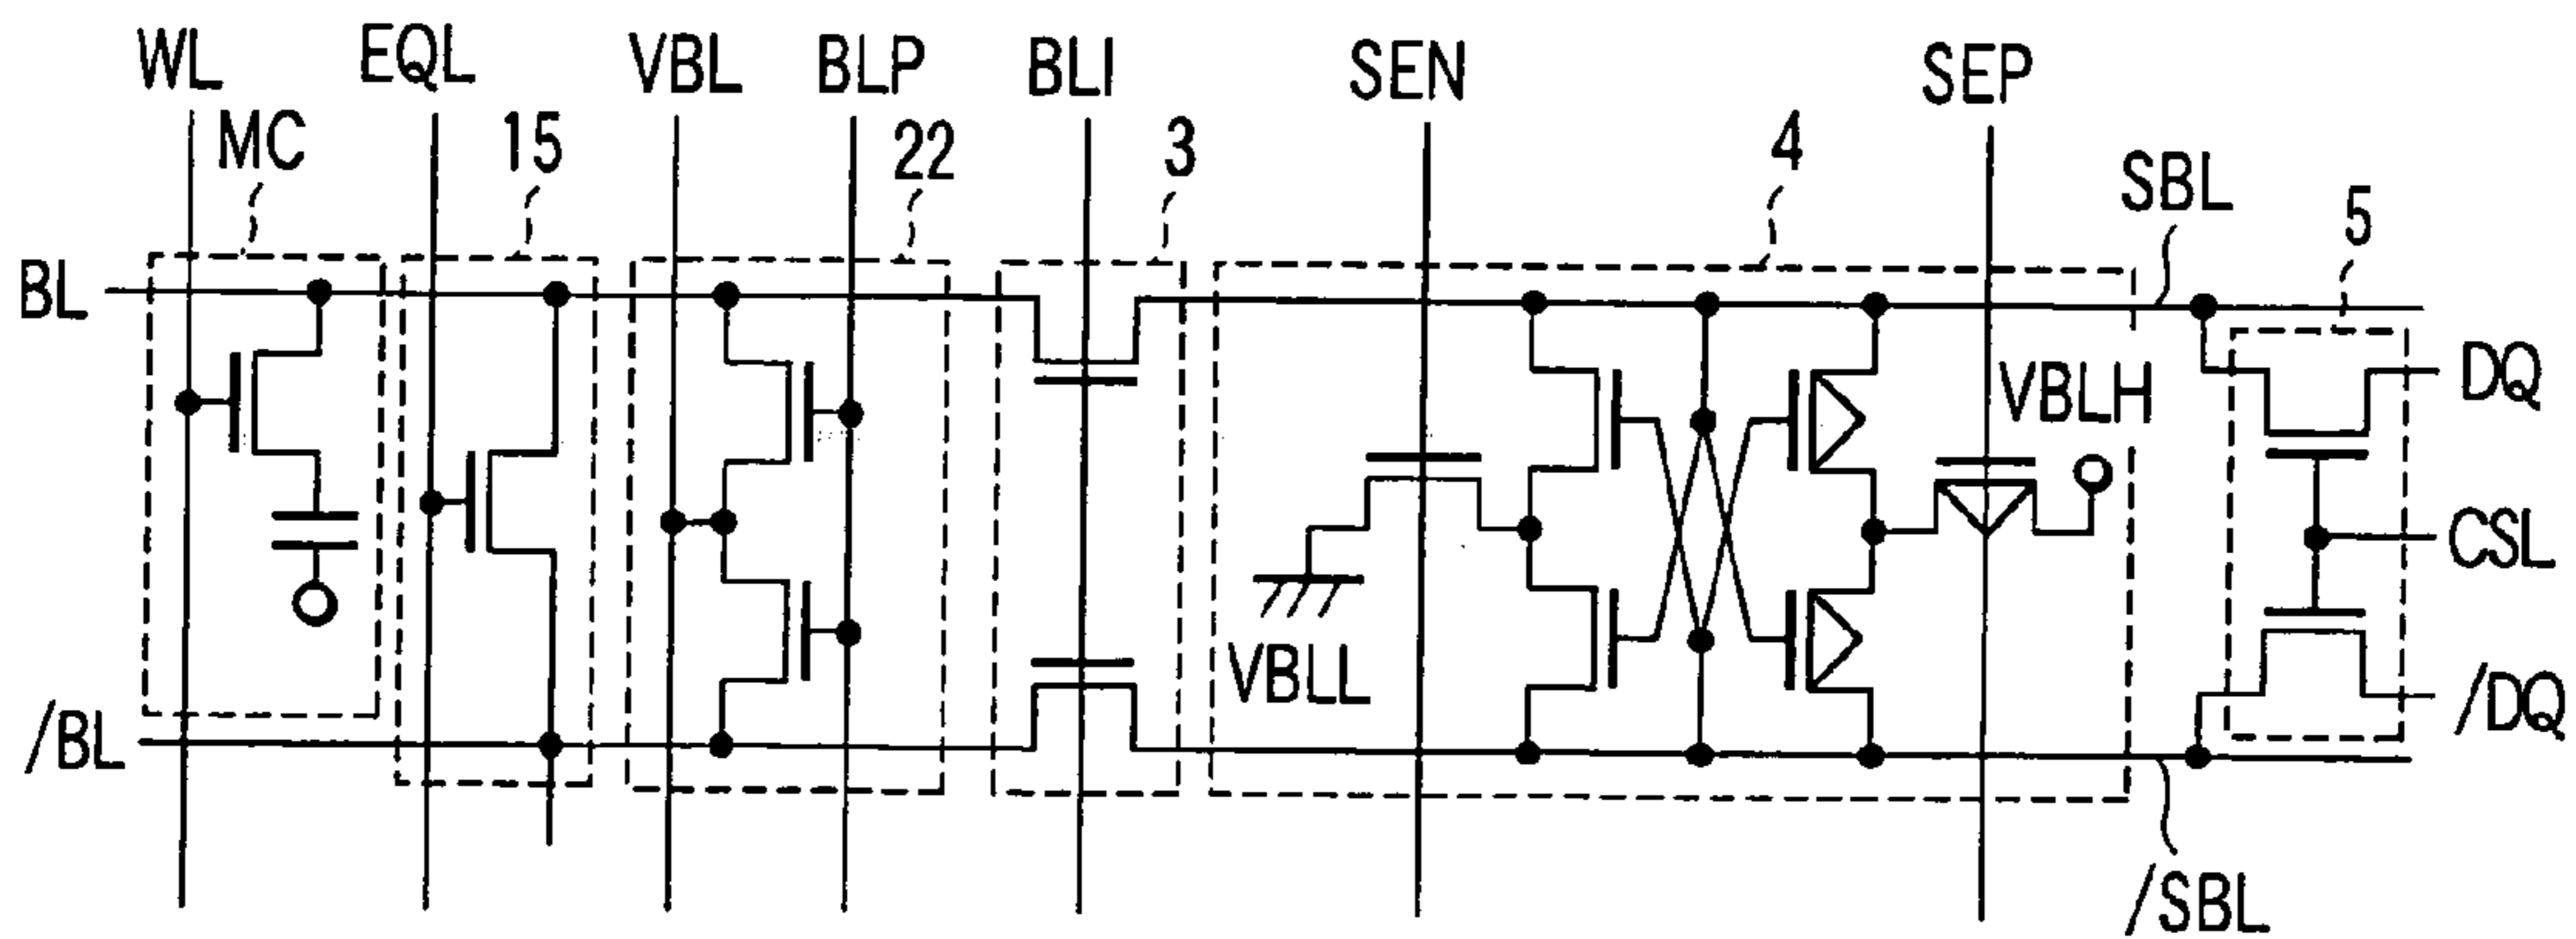 WL
EQL
VBL
BLP
BLI
SEN
SEP
MC
15
22
3
4
SBL
5
BL
VBLH
DQ
CSL
VBLL
/BL
/DQ
/SBL